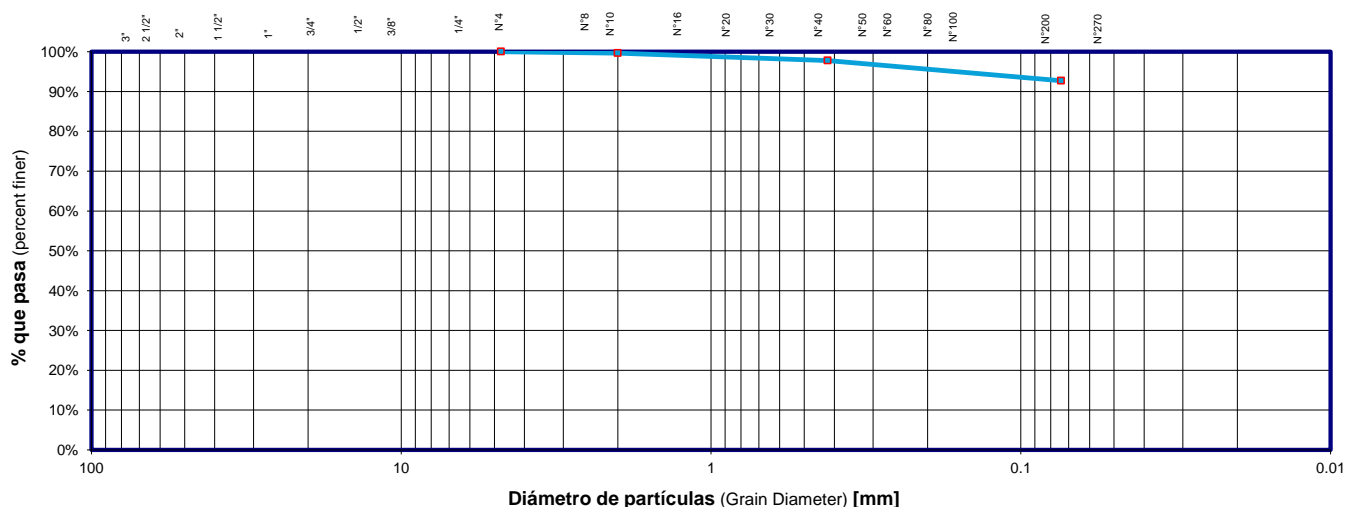 3"
2 1/2"
2"
1 1/2"
1"
3/4"
1/2"
3/8"
1/4"
N°4
N°8
N°10
N°16
N°20
N°30
N°40
N°50
N°60
N°80
N°100
N°200
N°270
100%
90%
80%
70%
60%
50%
40%
30%
20%
10%
0%
% que pasa (percent finer)
100
10
1
0.1
0.01
Diámetro de partículas (Grain Diameter) [mm]